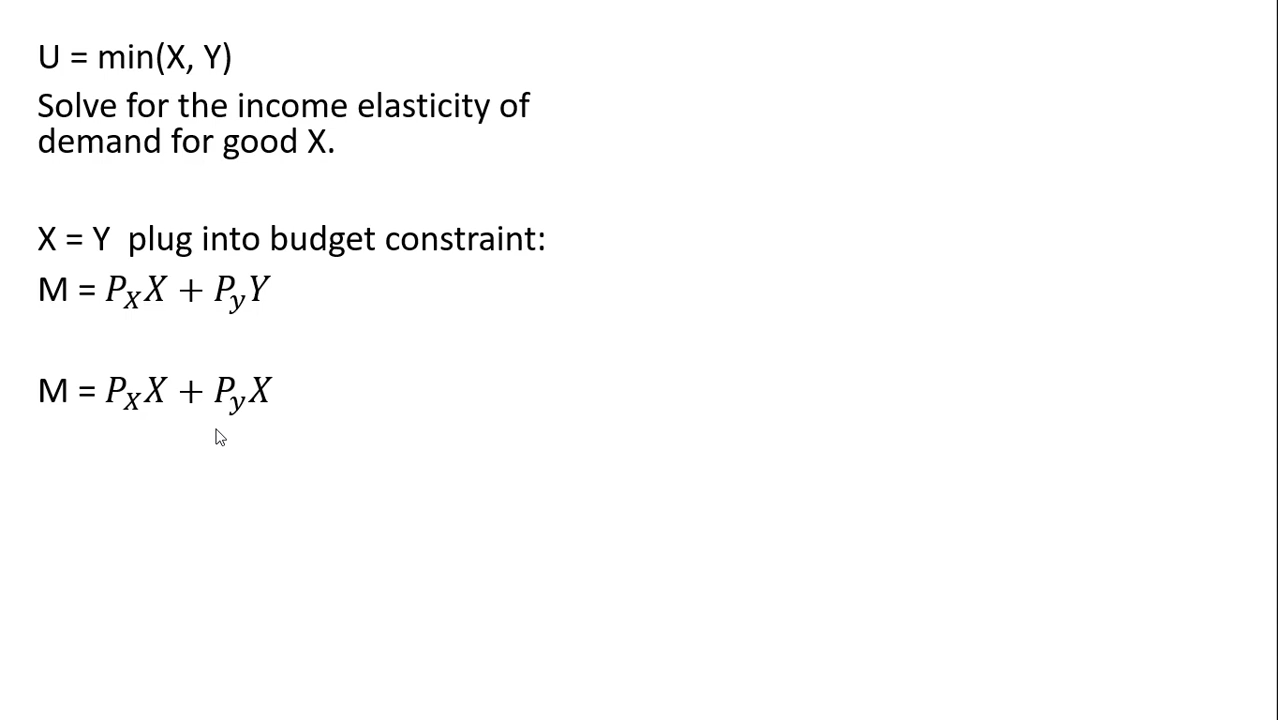 U = min(X, Y)
Solve for the income elasticity of
demand for good X.
X = Y plug into budget constraint:
M = P_X X + P_y Y
M = P_X X + P_y X